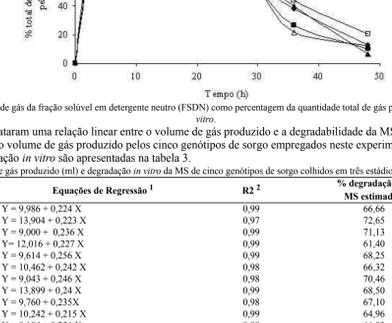 % total de
40
20
0
0
10
20
30
40
50
Tempo (h)
de gás da fração solúvel em detergente neutro (FSDN) como percentagem da quantidade total de gás p
vitro.
ataram uma relação linear entre o volume de gás produzido e a degradabilidade da MS
o volume de gás produzido pelos cinco genótipos de sorgo empregados neste experim
ação in vitro são apresentadas na tabela 3.
e gás produzido (ml) e degradação in vitro da MS de cinco genótipos de sorgo colhidos em três estádio
Equações de Regressão 1 R2 2 % degradaç
MS estimad
Y = 9,986 + 0,224 X 0,99 66,66
Y = 13,904 + 0,223 X 0,97 72,65
Y = 9,000 + 0,236 X 0,99 71,13
Y= 12,016 + 0,227 X 0,99 61,40
Y = 9,614 + 0,256 X 0,99 68,25
Y = 10,462 + 0,242 X 0,98 66,32
Y = 9,043 + 0,246 X 0,98 70,46
Y = 13,899 + 0,24 X 0,99 68,50
Y = 9,760 + 0,235X 0,98 67,10
Y = 10,242 + 0,215 X 0,99 64,96